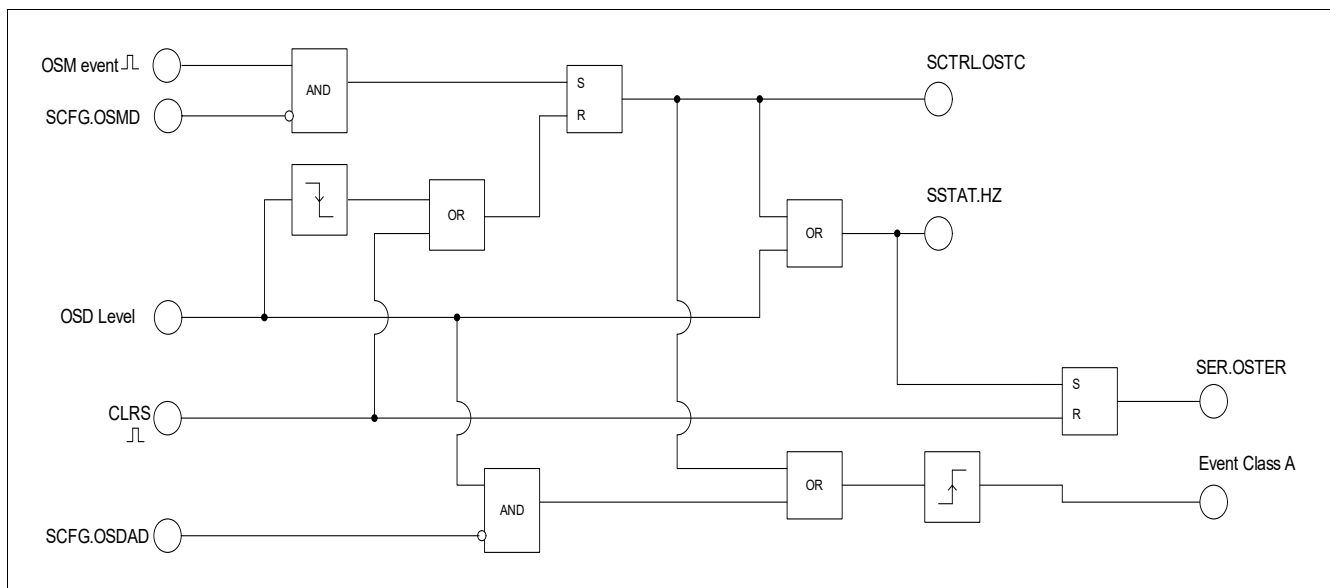 OSM event
SCFG.OSMD
AND
S
R
SCTRL.OSTC
OR
OR
SSTAT.HZ
OSD Level
CLRS
S
R
SER.OSTER
AND
OR
Event Class A
SCFG.OSDAD